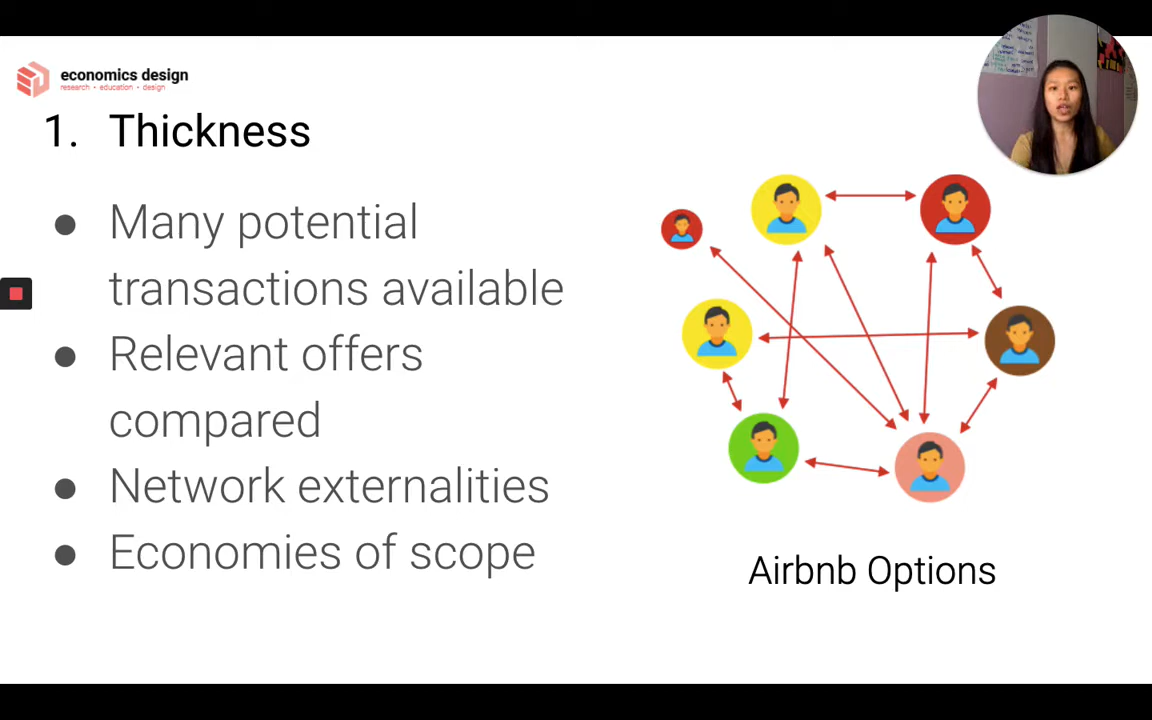 economics design
research • education • design
1. Thickness
● Many potential
transactions available
● Relevant offers
compared
● Network externalities
● Economies of scope
Airbnb Options